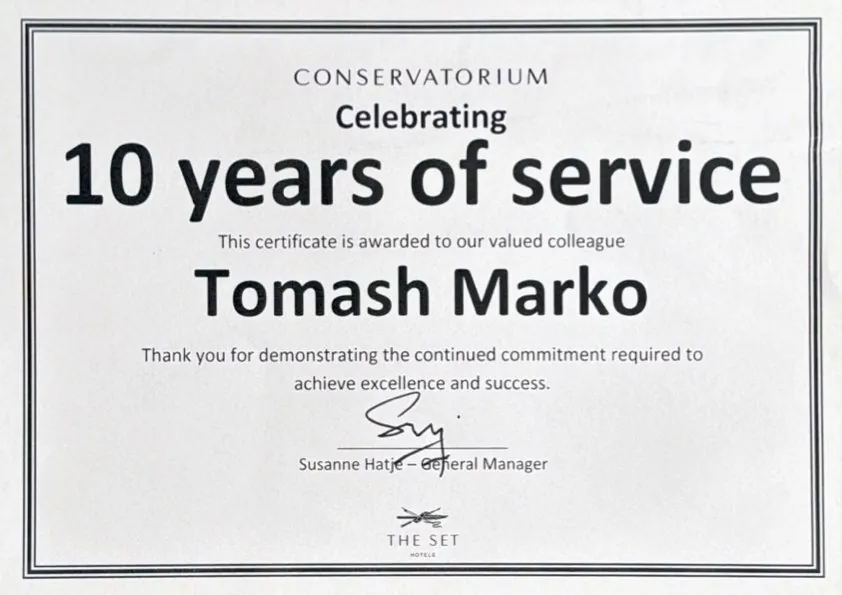 CONSERVATORIUM
Celebrating
10 years of service
This certificate is awarded to our valued colleague
Tomash Marko
Thank you for demonstrating the continued commitment required to
achieve excellence and success.
Susanne Hatje – General Manager
THE SET
HOTELS